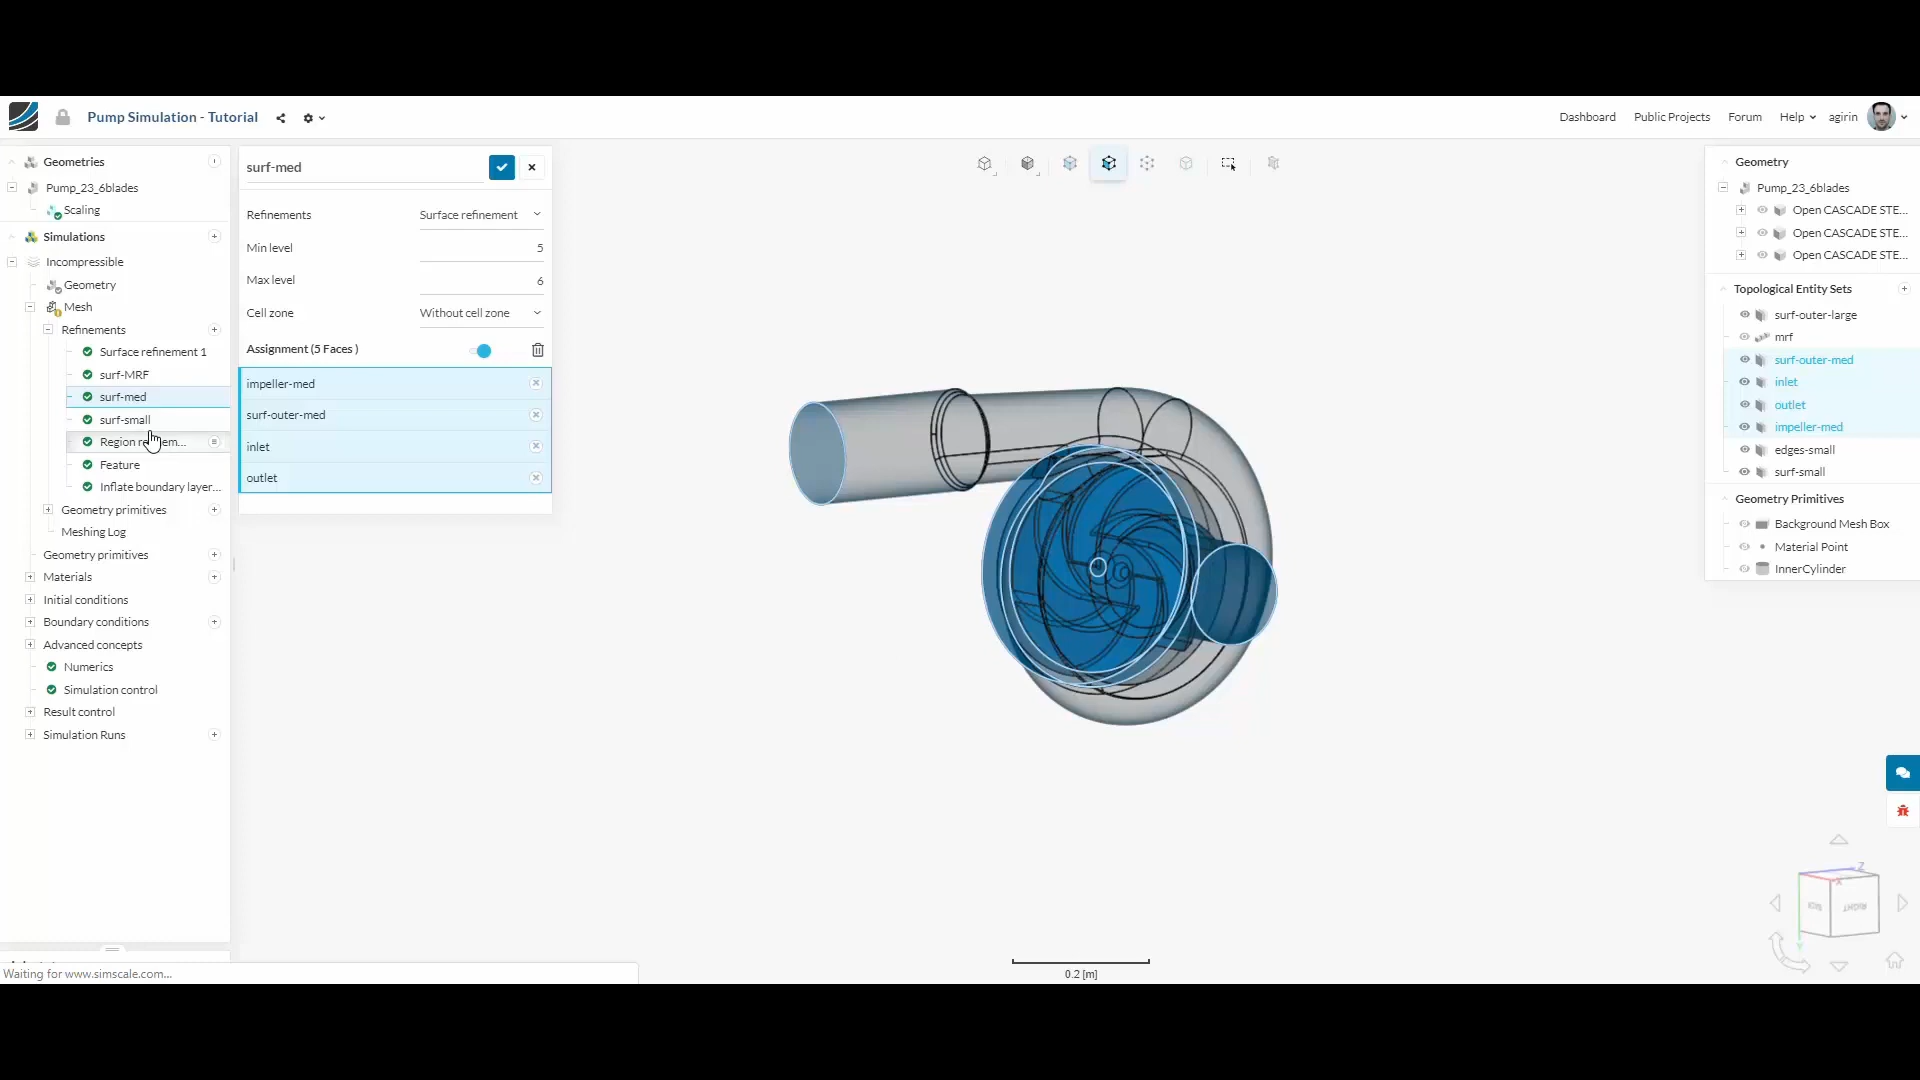 Pump Simulation - Tutorial
Dashboard
Public Projects
Forum
Help
agirin
Geometries
Pump_23_6blades
Scaling
Simulations
Incompressible
Geometry
Mesh
Refinements
Surface refinement 1
surf-MRF
surf-med
surf-small
Feature
Inflate boundary layer...
Geometry primitives
Meshing Log
Geometry primitives
Materials
Initial conditions
Boundary conditions
Advanced concepts
Numerics
Simulation control
Result control
Simulation Runs
Waiting for www.simscale.com...
surf-med
Refinements Surface refinement
Min level 5
Max level 6
Cell zone Without cell zone
Assignment (5 Faces )
impeller-med
surf-outer-med
inlet
outlet
0.2 [m]
Geometry
Pump_23_6blades
Open CASCADE STE...
Open CASCADE STE...
Open CASCADE STE...
Topological Entity Sets
surf-outer-large
mrf
surf-outer-med
inlet
outlet
impeller-med
edges-small
surf-small
Geometry Primitives
Background Mesh Box
Material Point
InnerCylinder
Z
X
Y
RIGHT